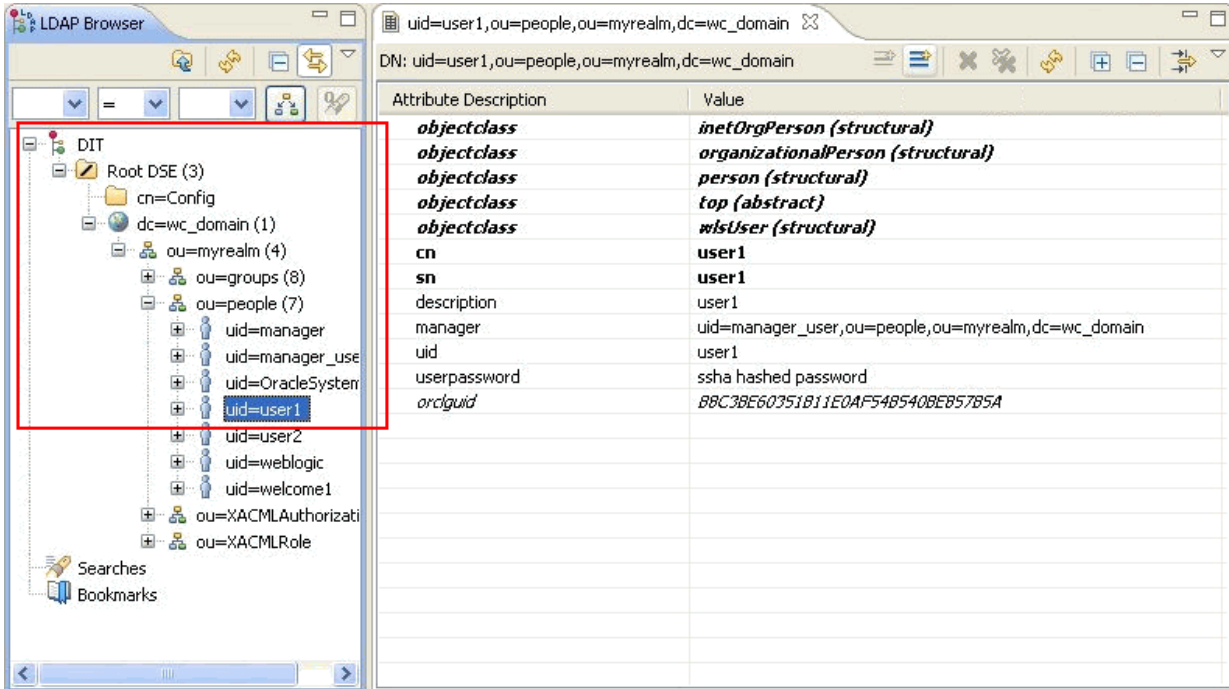 LDAP Browser
=
DIT
Root DSE (3)
cn=Config
dc=wc_domain (1)
ou=myrealm (4)
ou=groups (8)
ou=people (7)
uid=manager
uid=manager_use
uid=OracleSystem
uid=user1
uid=user2
uid=weblogic
uid=welcome1
ou=XACMLAuthorizati
ou=XACMLRole
Searches
Bookmarks
uid=user1,ou=people,ou=myrealm,dc=wc_domain
DN: uid=user1,ou=people,ou=myrealm,dc=wc_domain
Attribute Description Value
objectclass inetOrgPerson (structural)
objectclass organizationalPerson (structural)
objectclass person (structural)
objectclass top (abstract)
objectclass wlsUser (structural)
cn user1
sn user1
description user1
manager uid=manager_user,ou=people,ou=myrealm,dc=wc_domain
uid user1
userpassword ssha hashed password
orclguid BBC3BE60351B11E0AF54B540BEB57B5A